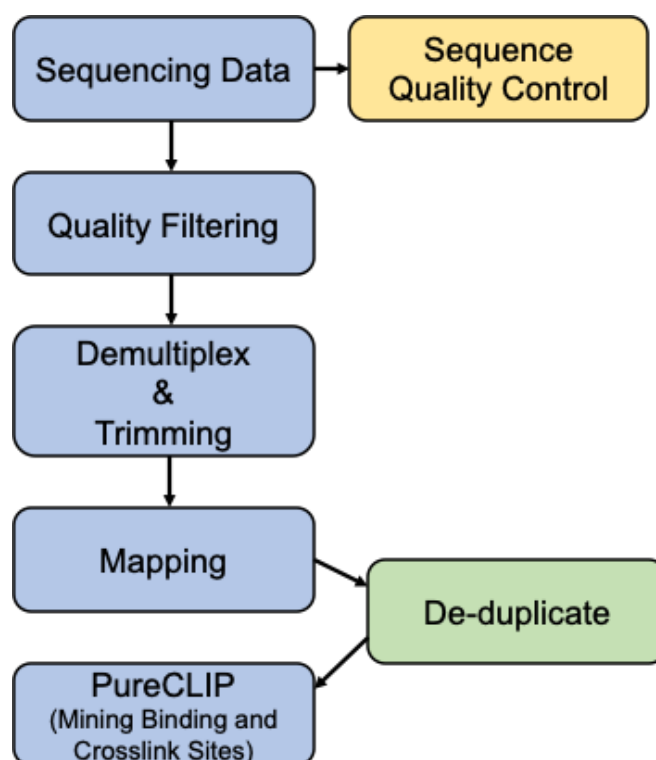 Sequencing Data
Sequence
Quality Control
Quality Filtering
Demultiplex
&
Trimming
Mapping
De-duplicate
PureCLIP
(Mining Binding and
Crosslink Sites)